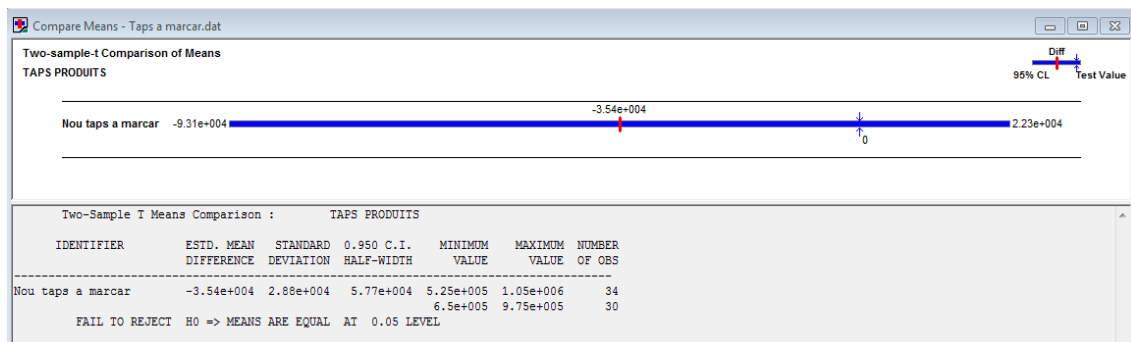 Compare Means - Taps a marcar.dat
Two-sample-t Comparison of Means
TAPS PRODUITS
Diff
95% CL Test Value
-3.54e+004
Nou taps a marcar -9.31e+004 2.23e+004
0
Two-Sample T Means Comparison : TAPS PRODUITS
IDENTIFIER ESTD. MEAN STANDARD 0.950 C.I. MINIMUM MAXIMUM NUMBER
DIFFERENCE DEVIATION HALF-WIDTH VALUE VALUE OF OBS
Nou taps a marcar -3.54e+004 2.88e+004 5.77e+004 5.25e+005 1.05e+006 34
6.5e+005 9.75e+005 30
FAIL TO REJECT H0 => MEANS ARE EQUAL AT 0.05 LEVEL